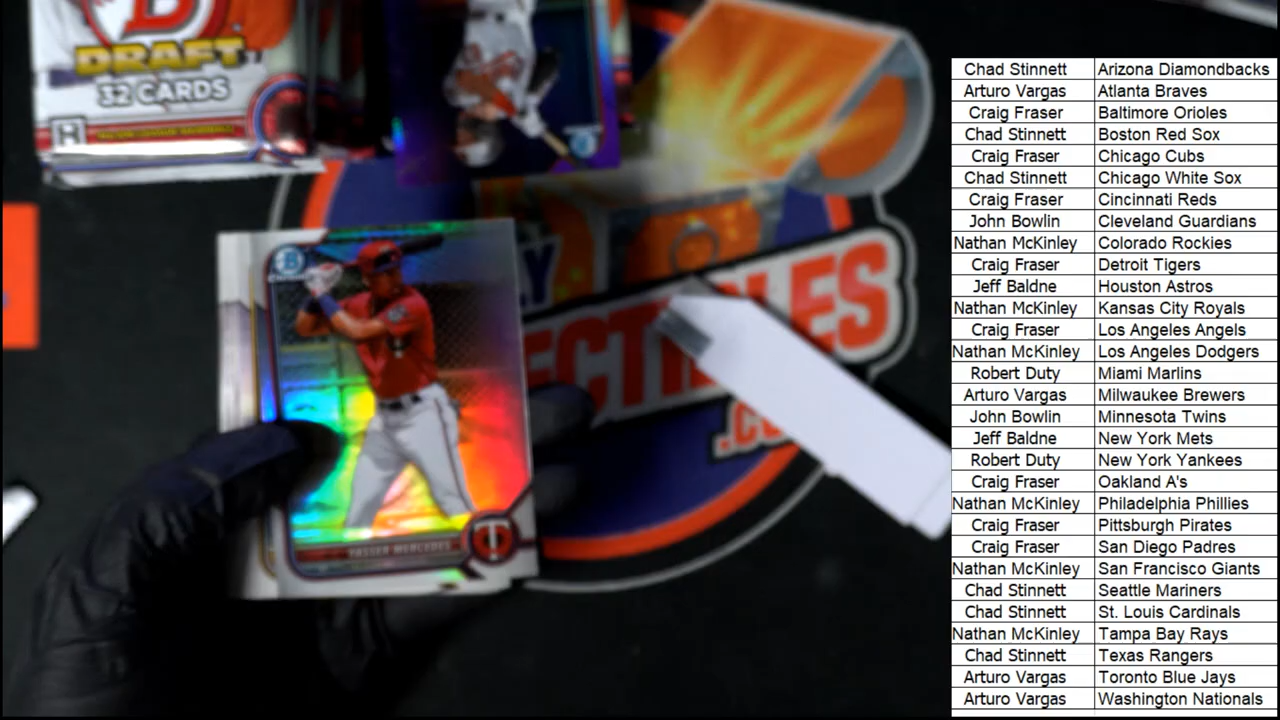 DRAFT
32 CARDS
B
YASSER MERCEDES
T
ECTIBLES
.CO
Chad Stinnett Arizona Diamondbacks
Arturo Vargas Atlanta Braves
Craig Fraser Baltimore Orioles
Chad Stinnett Boston Red Sox
Craig Fraser Chicago Cubs
Chad Stinnett Chicago White Sox
Craig Fraser Cincinnati Reds
John Bowlin Cleveland Guardians
Nathan McKinley Colorado Rockies
Craig Fraser Detroit Tigers
Jeff Baldne Houston Astros
Nathan McKinley Kansas City Royals
Craig Fraser Los Angeles Angels
Nathan McKinley Los Angeles Dodgers
Robert Duty Miami Marlins
Arturo Vargas Milwaukee Brewers
John Bowlin Minnesota Twins
Jeff Baldne New York Mets
Robert Duty New York Yankees
Craig Fraser Oakland A's
Nathan McKinley Philadelphia Phillies
Craig Fraser Pittsburgh Pirates
Craig Fraser San Diego Padres
Nathan McKinley San Francisco Giants
Chad Stinnett Seattle Mariners
Chad Stinnett St. Louis Cardinals
Nathan McKinley Tampa Bay Rays
Chad Stinnett Texas Rangers
Arturo Vargas Toronto Blue Jays
Arturo Vargas Washington Nationals